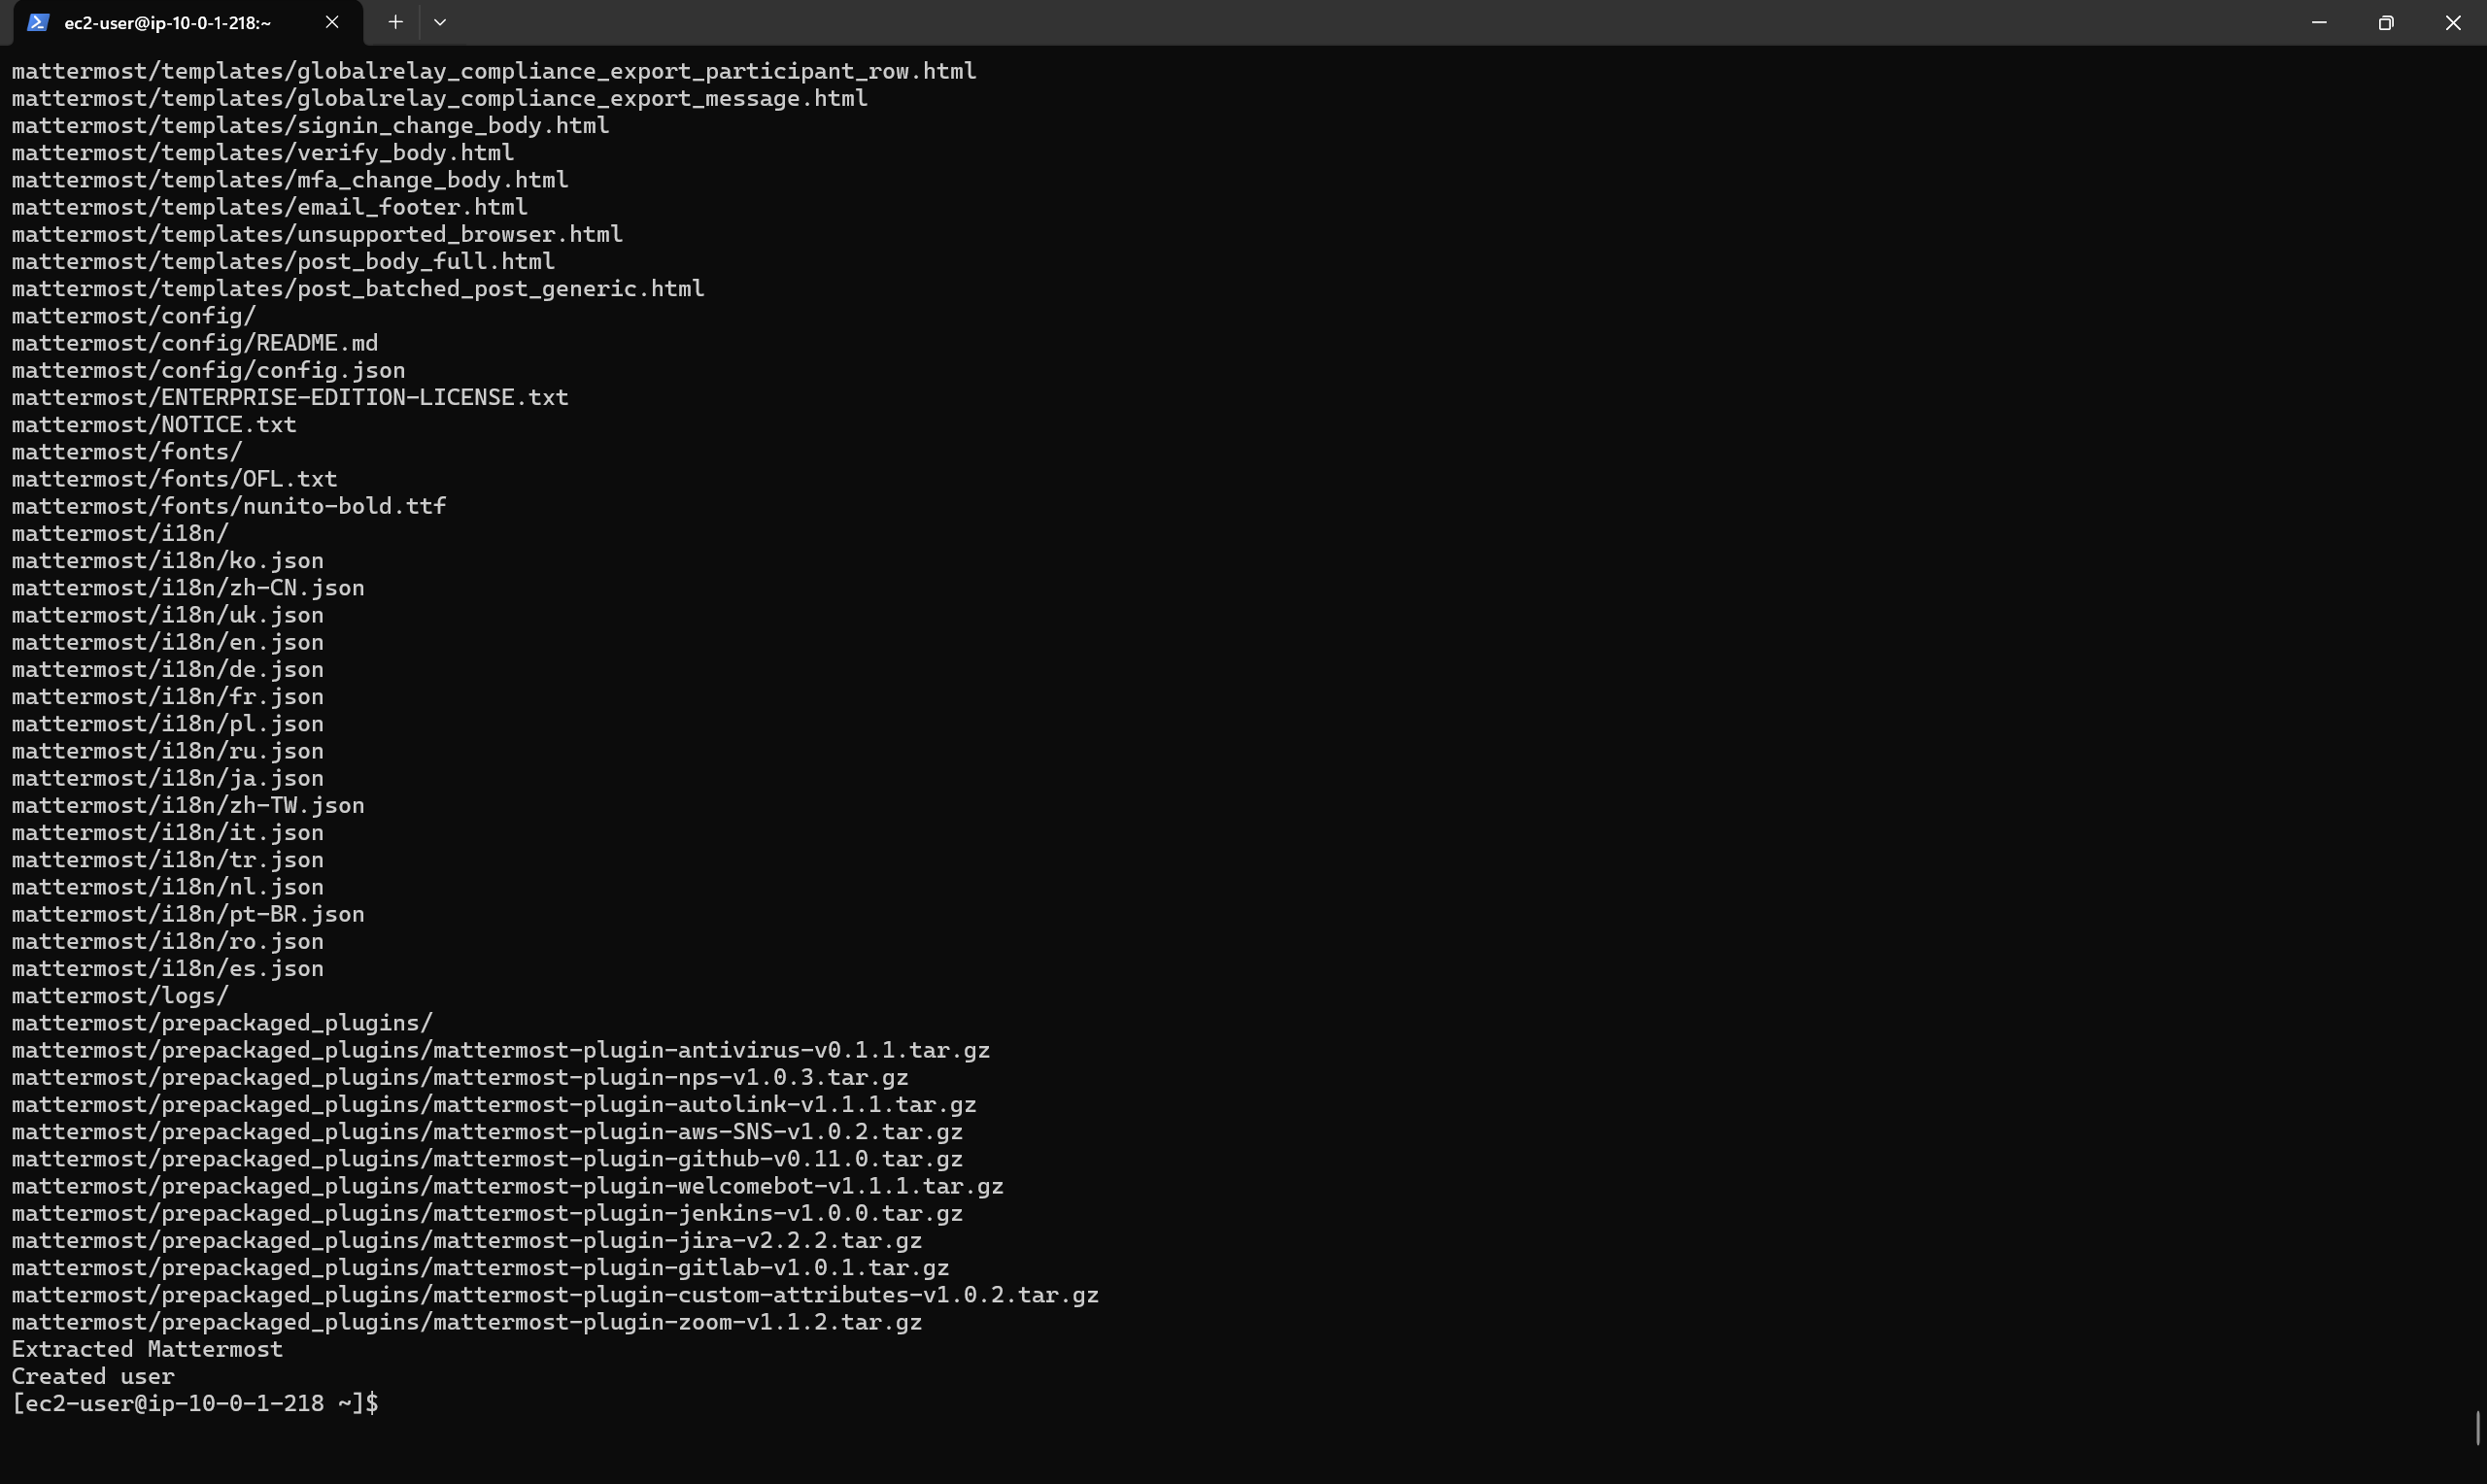 ec2-user@ip-10-0-1-218:~
mattermost/templates/globalrelay_compliance_export_participant_row.html
mattermost/templates/globalrelay_compliance_export_message.html
mattermost/templates/signin_change_body.html
mattermost/templates/verify_body.html
mattermost/templates/mfa_change_body.html
mattermost/templates/email_footer.html
mattermost/templates/unsupported_browser.html
mattermost/templates/post_body_full.html
mattermost/templates/post_batched_post_generic.html
mattermost/config/
mattermost/config/README.md
mattermost/config/config.json
mattermost/ENTERPRISE-EDITION-LICENSE.txt
mattermost/NOTICE.txt
mattermost/fonts/
mattermost/fonts/OFL.txt
mattermost/fonts/nunito-bold.ttf
mattermost/i18n/
mattermost/i18n/ko.json
mattermost/i18n/zh-CN.json
mattermost/i18n/uk.json
mattermost/i18n/en.json
mattermost/i18n/de.json
mattermost/i18n/fr.json
mattermost/i18n/pl.json
mattermost/i18n/ru.json
mattermost/i18n/ja.json
mattermost/i18n/zh-TW.json
mattermost/i18n/it.json
mattermost/i18n/tr.json
mattermost/i18n/nl.json
mattermost/i18n/pt-BR.json
mattermost/i18n/ro.json
mattermost/i18n/es.json
mattermost/logs/
mattermost/prepackaged_plugins/
mattermost/prepackaged_plugins/mattermost-plugin-antivirus-v0.1.1.tar.gz
mattermost/prepackaged_plugins/mattermost-plugin-nps-v1.0.3.tar.gz
mattermost/prepackaged_plugins/mattermost-plugin-autolink-v1.1.1.tar.gz
mattermost/prepackaged_plugins/mattermost-plugin-aws-SNS-v1.0.2.tar.gz
mattermost/prepackaged_plugins/mattermost-plugin-github-v0.11.0.tar.gz
mattermost/prepackaged_plugins/mattermost-plugin-welcomebot-v1.1.1.tar.gz
mattermost/prepackaged_plugins/mattermost-plugin-jenkins-v1.0.0.tar.gz
mattermost/prepackaged_plugins/mattermost-plugin-jira-v2.2.2.tar.gz
mattermost/prepackaged_plugins/mattermost-plugin-gitlab-v1.0.1.tar.gz
mattermost/prepackaged_plugins/mattermost-plugin-custom-attributes-v1.0.2.tar.gz
mattermost/prepackaged_plugins/mattermost-plugin-zoom-v1.1.2.tar.gz
Extracted Mattermost
Created user
[ec2-user@ip-10-0-1-218 ~]$